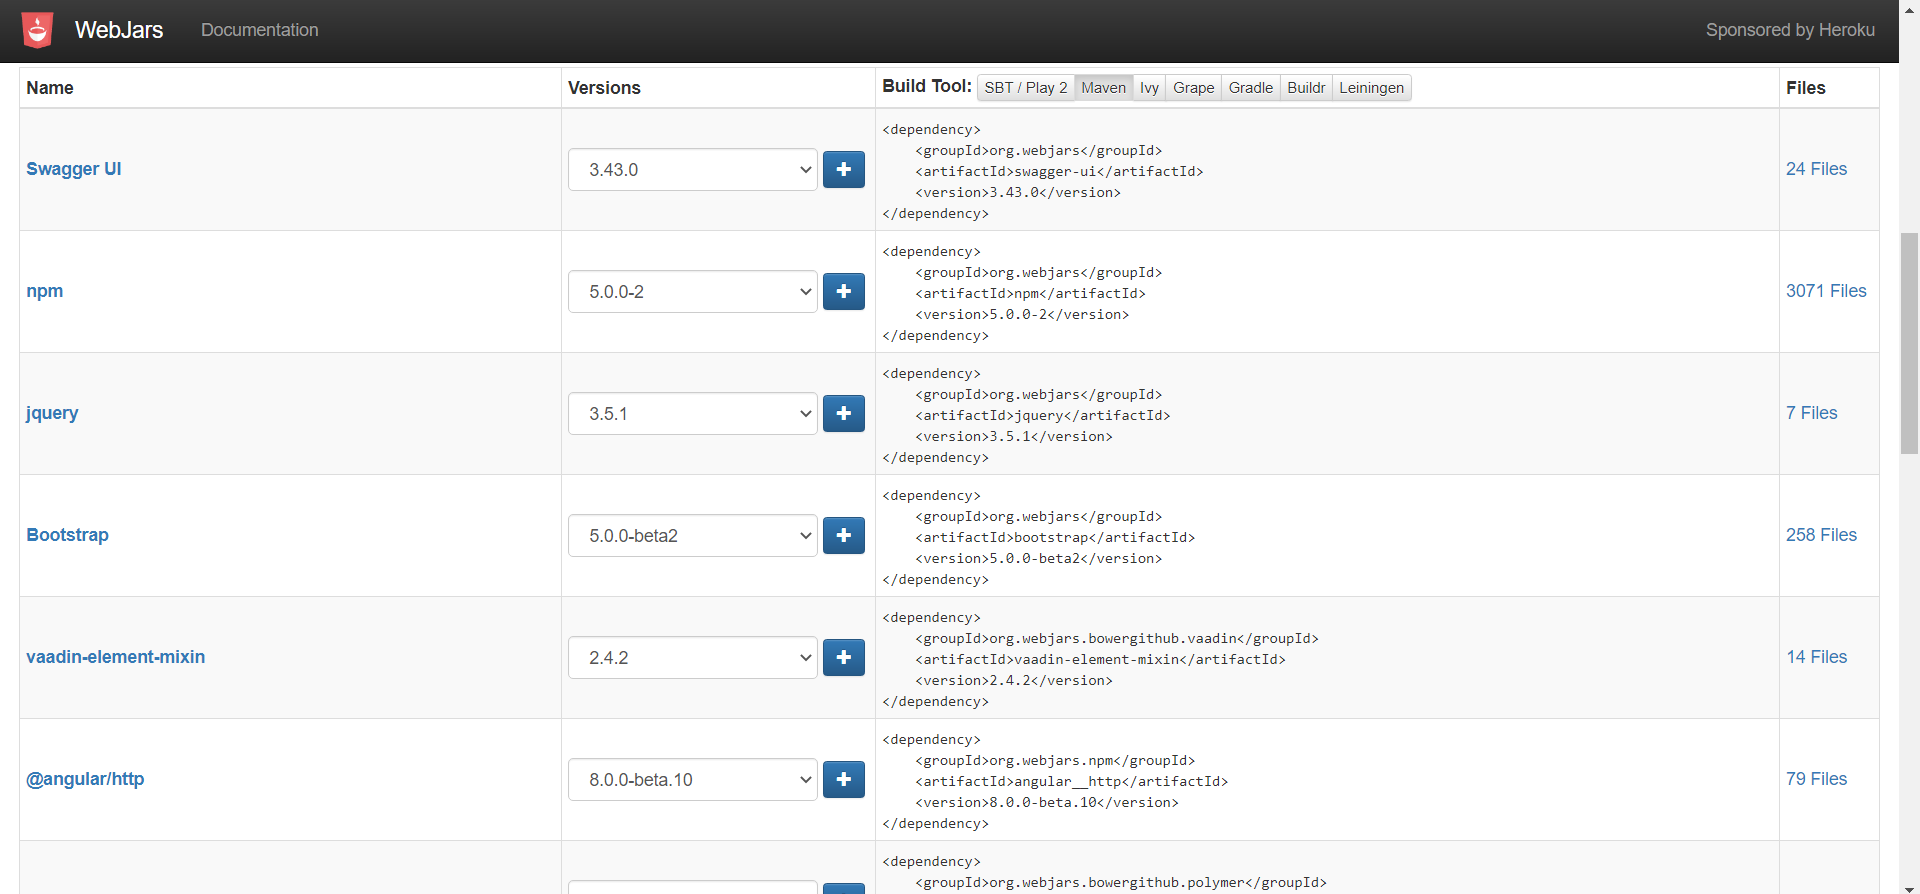 WebJars Documentation Sponsored by Heroku
Name Versions Build Tool: SBT / Play 2 Maven Ivy Grape Gradle Buildr Leiningen Files
Swagger UI
3.43.0
<dependency>
    <groupId>org.webjars</groupId>
    <artifactId>swagger-ui</artifactId>
    <version>3.43.0</version>
</dependency>
24 Files
npm
5.0.0-2
<dependency>
    <groupId>org.webjars</groupId>
    <artifactId>npm</artifactId>
    <version>5.0.0-2</version>
</dependency>
3071 Files
jquery
3.5.1
<dependency>
    <groupId>org.webjars</groupId>
    <artifactId>jquery</artifactId>
    <version>3.5.1</version>
</dependency>
7 Files
Bootstrap
5.0.0-beta2
<dependency>
    <groupId>org.webjars</groupId>
    <artifactId>bootstrap</artifactId>
    <version>5.0.0-beta2</version>
</dependency>
258 Files
vaadin-element-mixin
2.4.2
<dependency>
    <groupId>org.webjars.bowergithub.vaadin</groupId>
    <artifactId>vaadin-element-mixin</artifactId>
    <version>2.4.2</version>
</dependency>
14 Files
@angular/http
8.0.0-beta.10
<dependency>
    <groupId>org.webjars.npm</groupId>
    <artifactId>angular__http</artifactId>
    <version>8.0.0-beta.10</version>
</dependency>
79 Files
<dependency>
    <groupId>org.webjars.bowergithub.polymer</groupId>